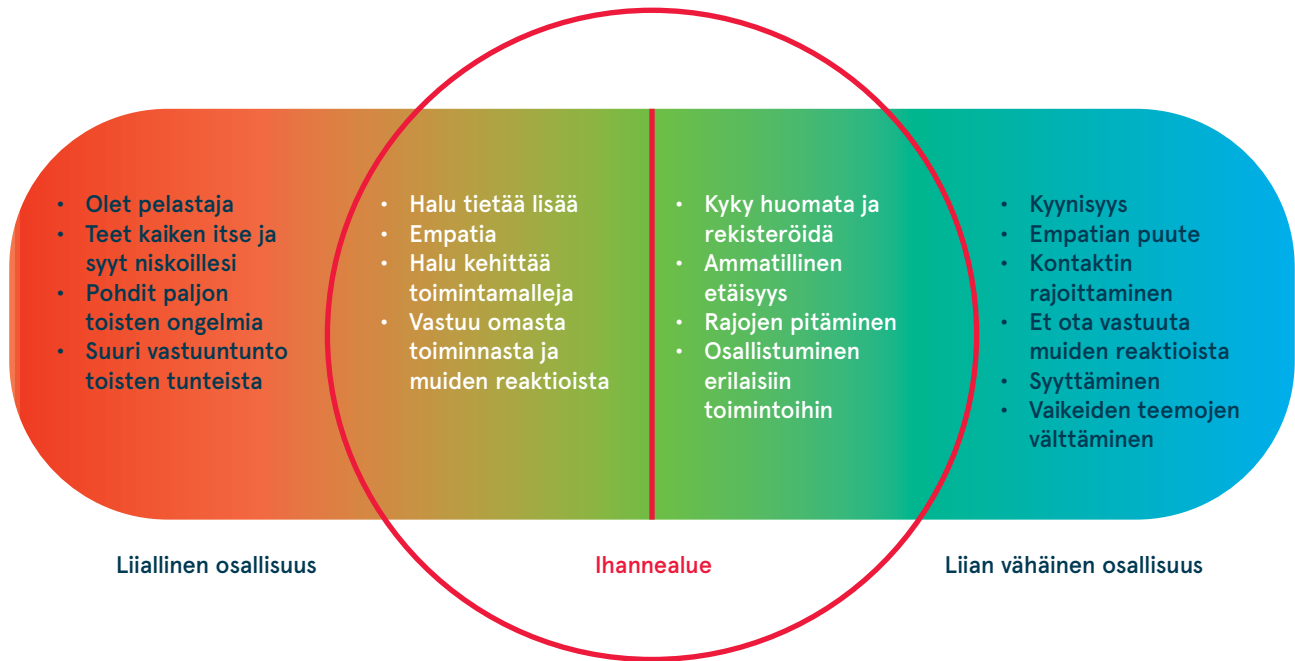 • Olet pelastaja
• Teet kaiken itse ja
syyt niskoillesi
• Pohdit paljon
toisten ongelmia
• Suuri vastuuntunto
toisten tunteista
• Halu tietää lisää
• Empatia
• Halu kehittää
toimintamalleja
• Vastuu omasta
toiminnasta ja
muiden reaktioista
• Kyky huomata ja
rekisteröidä
• Ammatillinen
etäisyys
• Rajojen pitäminen
• Osallistuminen
erilaisiin
toimintoihin
• Kyynisyys
• Empatian puute
• Kontaktin
rajoittaminen
• Et ota vastuuta
muiden reaktioista
• Syyttäminen
• Vaikeiden teemojen
välttäminen
Liiallinen osallisuus
Ihannealue
Liian vähäinen osallisuus